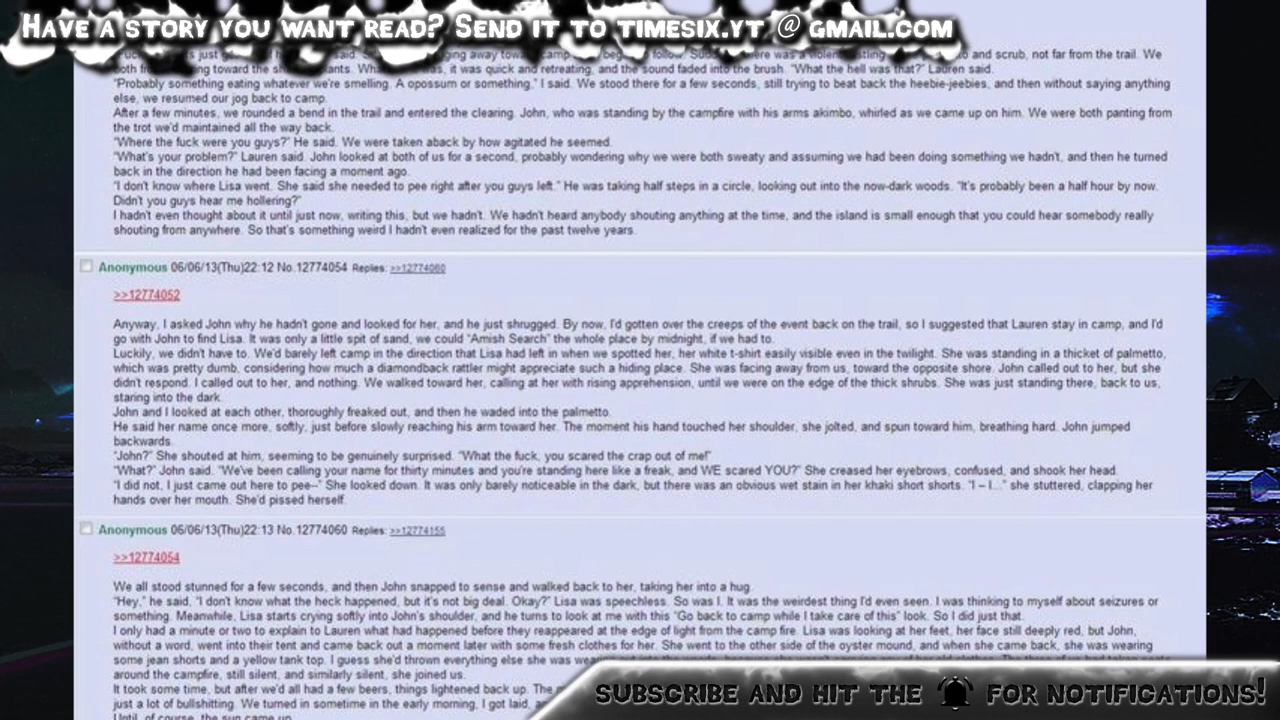 Have a story you want read? Send it to timesix.yt @ gmail.com
and scrub, not far from the trail. We
it was quick and retreating, and the sound faded into the brush. "What the hell was that?" Lauren said.
"Probably something eating whatever we're smelling. A opossum or something," I said. We stood there for a few seconds, still trying to beat back the heebie-jeebies, and then without saying anything
else, we resumed our jog back to camp.
After a few minutes, we rounded a bend in the trail and entered the clearing. John, who was standing by the campfire with his arms akimbo, whirled as we came up on him. We were both panting from
the trot we'd maintained all the way back.
"Where the fuck were you guys?" He said. We were taken aback by how agitated he seemed.
"What's your problem?" Lauren said. John looked at both of us for a second, probably wondering why we were both sweaty and assuming we had been doing something we hadn't, and then he turned
back in the direction he had been facing a moment ago.
"I don't know where Lisa went. She said she needed to pee right after you guys left." He was taking half steps in a circle, looking out into the now-dark woods. "It's probably been a half hour by now.
Didn't you guys hear me hollering?"
I hadn't even thought about it until just now, writing this, but we hadn't. We hadn't heard anybody shouting anything at the time, and the island is small enough that you could hear somebody really
shouting from anywhere. So that's something weird I hadn't even realized for the past twelve years.
Anonymous 06/06/13(Thu)22:12 No.12774054 Replies: >>12774060
>>12774052
Anyway, I asked John why he hadn't gone and looked for her, and he just shrugged. By now, I'd gotten over the creeps of the event back on the trail, so I suggested that Lauren stay in camp, and I'd
go with John to find Lisa. It was only a little spit of sand, we could "Amish Search" the whole place by midnight, if we had to.
Luckily, we didn't have to. We'd barely left camp in the direction that Lisa had left in when we spotted her, her white t-shirt easily visible even in the twilight. She was standing in a thicket of palmetto,
which was pretty dumb, considering how much a diamondback rattler might appreciate such a hiding place. She was facing away from us, toward the opposite shore. John called out to her, but she
didn't respond. I called out to her, and nothing. We walked toward her, calling at her with rising apprehension, until we were on the edge of the thick shrubs. She was just standing there, back to us,
staring into the dark.
John and I looked at each other, thoroughly freaked out, and then he waded into the palmetto.
He said her name once more, softly, just before slowly reaching his arm toward her. The moment his hand touched her shoulder, she jolted, and spun toward him, breathing hard. John jumped
backwards.
"John?" She shouted at him, seeming to be genuinely surprised. "What the fuck, you scared the crap out of me!"
"What?" John said. "We've been calling your name for thirty minutes and you're standing here like a freak, and WE scared YOU?" She creased her eyebrows, confused, and shook her head.
"I did not, I just came out here to pee--" She looked down. It was only barely noticeable in the dark, but there was an obvious wet stain in her khaki short shorts. "I – I..." she stuttered, clapping her
hands over her mouth. She'd pissed herself.
Anonymous 06/06/13(Thu)22:13 No.12774060 Replies: >>12774155
>>12774054
We all stood stunned for a few seconds, and then John snapped to sense and walked back to her, taking her into a hug.
"Hey," he said, "I don't know what the heck happened, but it's not big deal. Okay?" Lisa was speechless. So was I. It was the weirdest thing I'd even seen. I was thinking to myself about seizures or
something. Meanwhile, Lisa starts crying softly into John's shoulder, and he turns to look at me with this "Go back to camp while I take care of this" look. So I did just that.
I only had a minute or two to explain to Lauren what had happened before they reappeared at the edge of light from the camp fire. Lisa was looking at her feet, her face still deeply red, but John,
without a word, went into their tent and came back out a moment later with some fresh clothes for her. She went to the other side of the oyster mound, and when she came back, she was wearing
some jean shorts and a yellow tank top. I guess she'd thrown everything else she was
around the campfire, still silent, and similarly silent, she joined us.
It took some time, but after we'd all had a few beers, things lightened back up.
just a lot of bullshitting. We turned in sometime in the early morning, I got laid,
Until, of course, the sun came up.
subscribe and hit the for notifications!